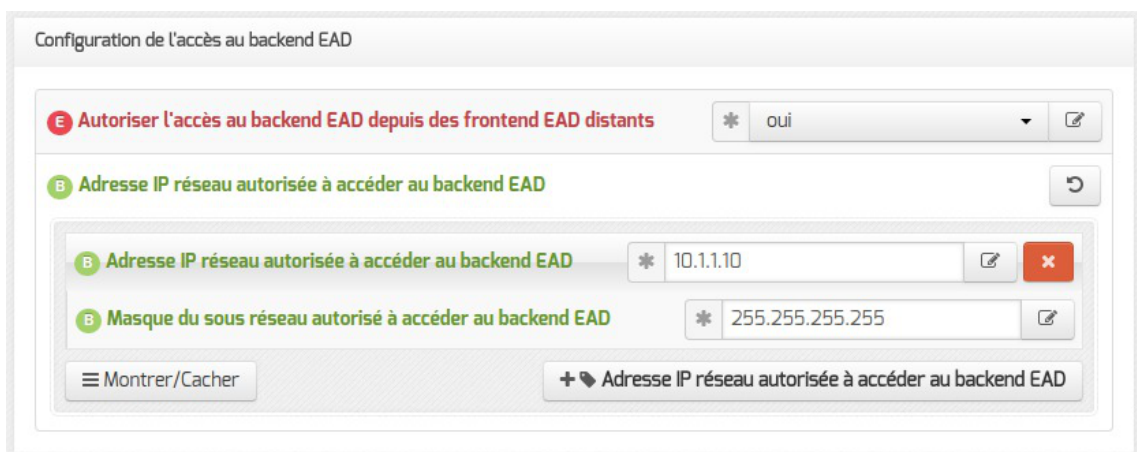 Configuration de l'accès au backend EAD
E Autoriser l'accès au backend EAD depuis des frontend EAD distants oui
B Adresse IP réseau autorisée à accéder au backend EAD
B Adresse IP réseau autorisée à accéder au backend EAD 10.1.1.10
B Masque du sous réseau autorisé à accéder au backend EAD 255.255.255.255
Montrer/Cacher Adresse IP réseau autorisée à accéder au backend EAD